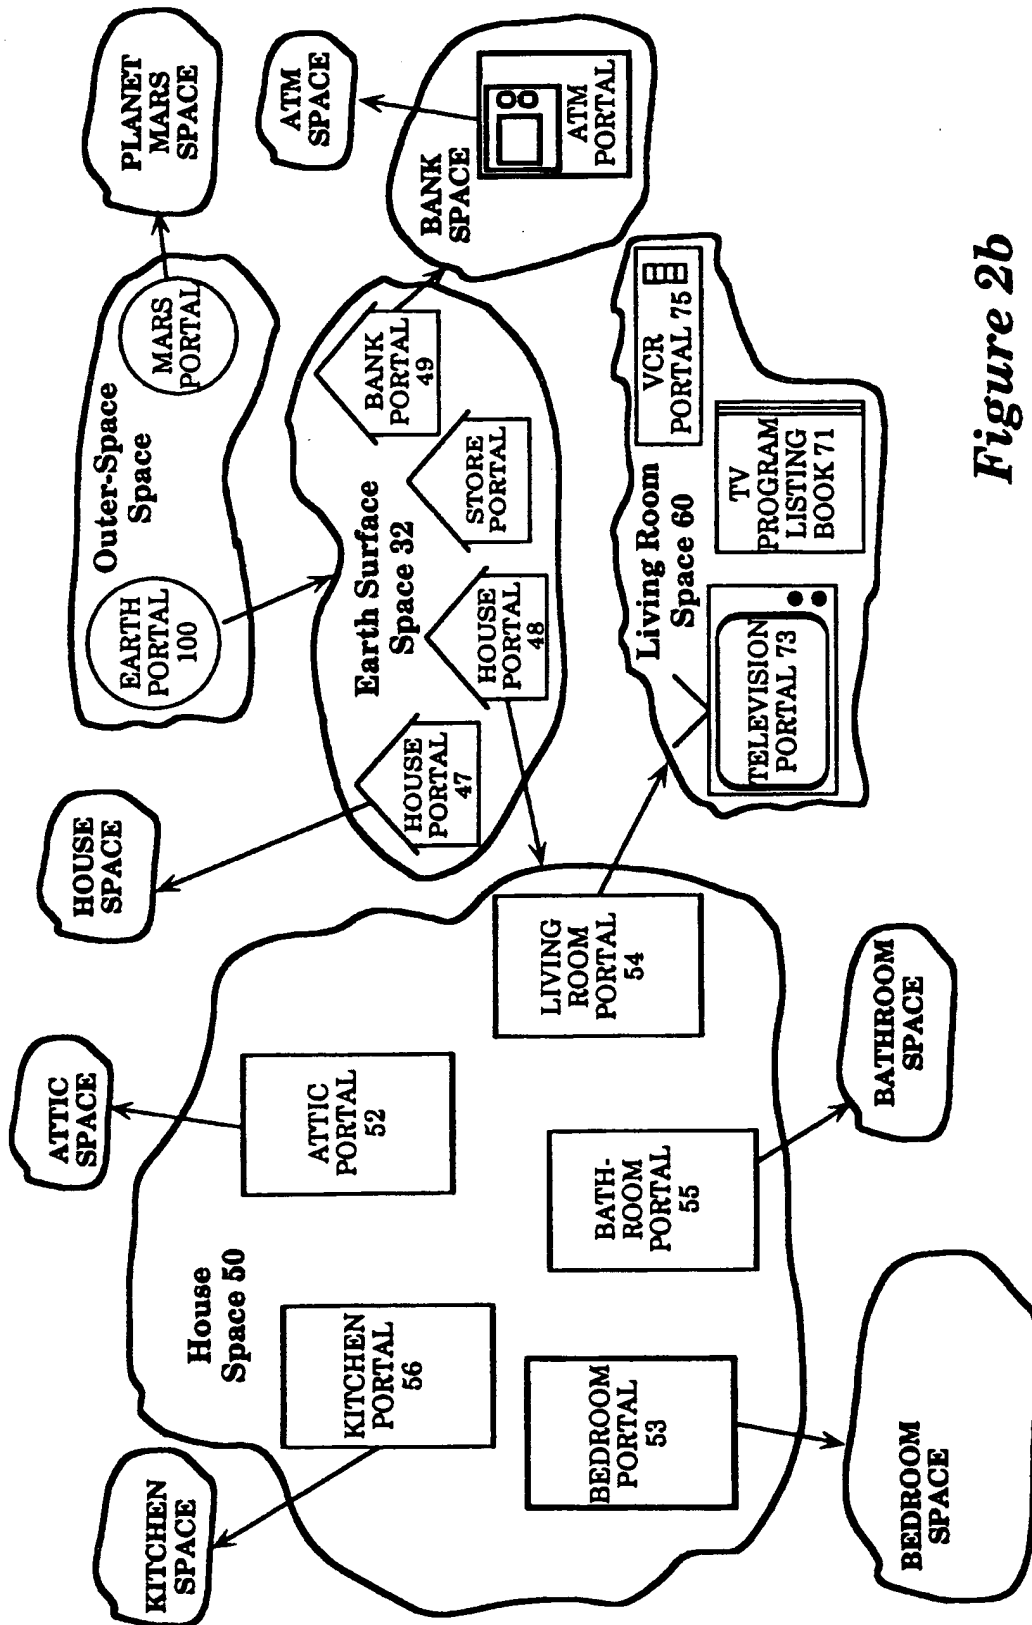 KITCHEN
SPACE
ATTIC
SPACE
HOUSE
SPACE
Outer-Space
Space
EARTH
PORTAL
100
MARS
PORTAL
PLANET
MARS
SPACE
House
Space 50
KITCHEN
PORTAL
56
ATTIC
PORTAL
52
BEDROOM
PORTAL
53
BATH-
ROOM
PORTAL
55
LIVING
ROOM
PORTAL
54
Earth Surface
Space 32
HOUSE
PORTAL
47
HOUSE
PORTAL
48
STORE
PORTAL
BANK
PORTAL
49
ATM
SPACE
BANK
SPACE
ATM
PORTAL
BEDROOM
SPACE
BATHROOM
SPACE
Living Room
Space 60
TELEVISION
PORTAL 73
TV
PROGRAM
LISTING
BOOK 71
VCR
PORTAL 75
Figure 2b